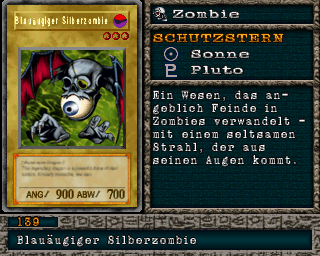 Blauäugiger Silberzombie
Zombie
SCHUTZSTERN
Sonne
Pluto
Ein Wesen, das an-
geblich Feinde in
Zombies verwandelt -
mit einem seltsamen
Strahl, der aus
seinen Augen kommt.
ANG/ 900 ABW/ 700
139
Blauäugiger Silberzombie